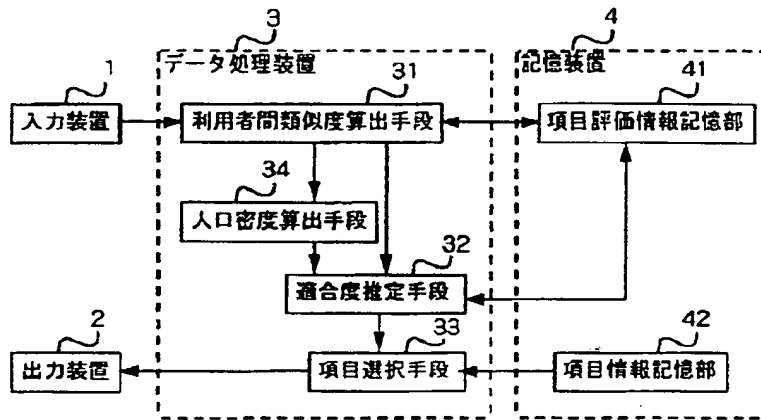 3
4
データ処理装置
記憶装置
1
31
41
入力装置
利用者間類似度算出手段
項目評価情報記憶部
34
人口密度算出手段
32
適合度推定手段
2
33
42
出力装置
項目選択手段
項目情報記憶部